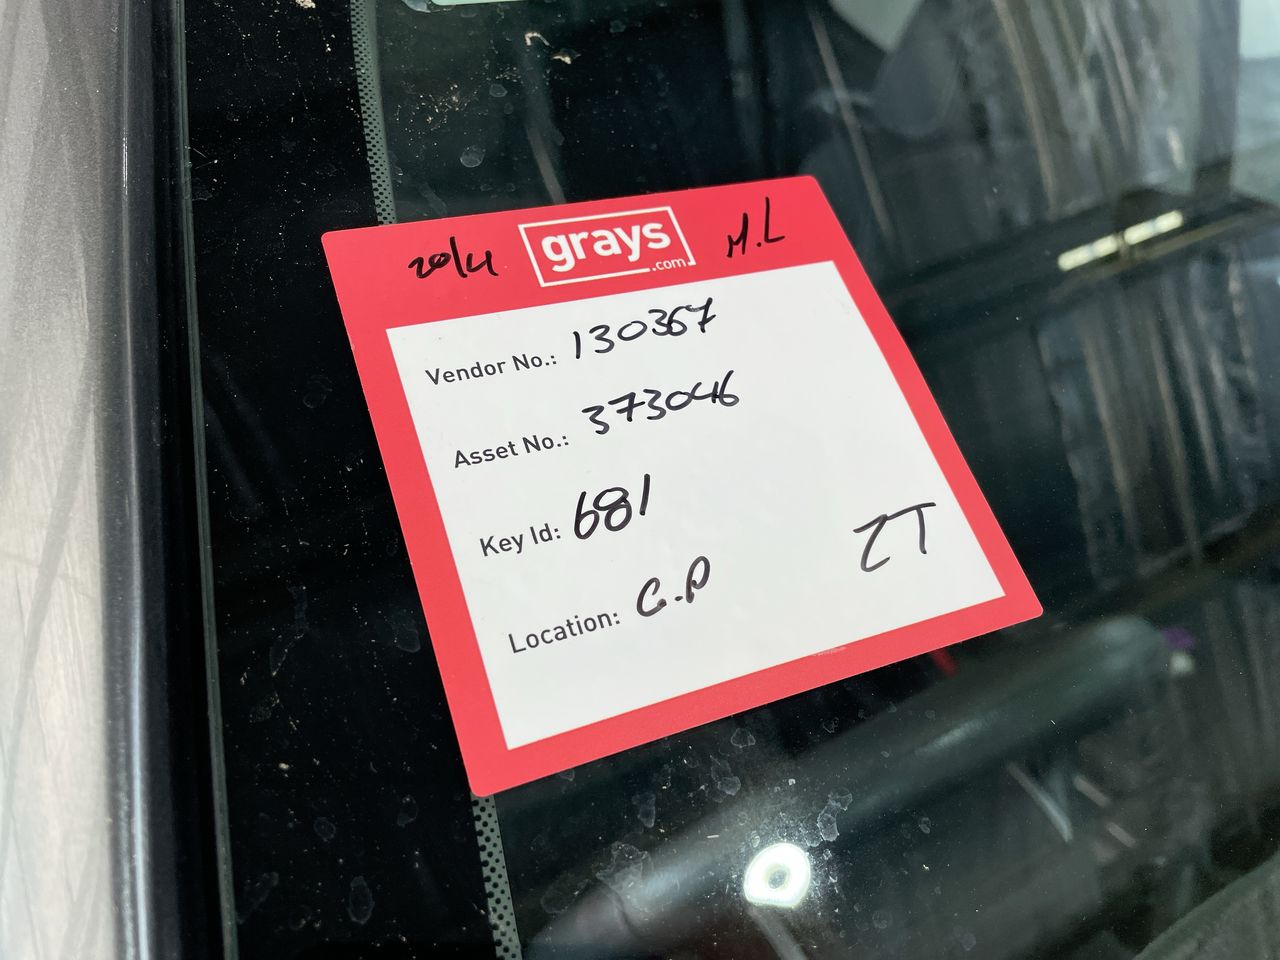 20/4 grays .com M.L
Vendor No.: 130367
Asset No.: 373046
Key Id: 681
Location: C.P
ZT